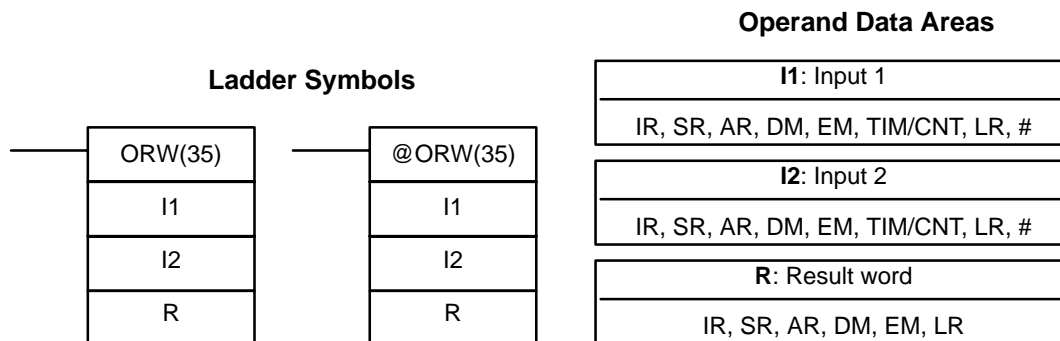 Ladder Symbols
ORW(35)
I1
I2
R
@ORW(35)
I1
I2
R
Operand Data Areas
I1: Input 1
IR, SR, AR, DM, EM, TIM/CNT, LR, #
I2: Input 2
IR, SR, AR, DM, EM, TIM/CNT, LR, #
R: Result word
IR, SR, AR, DM, EM, LR